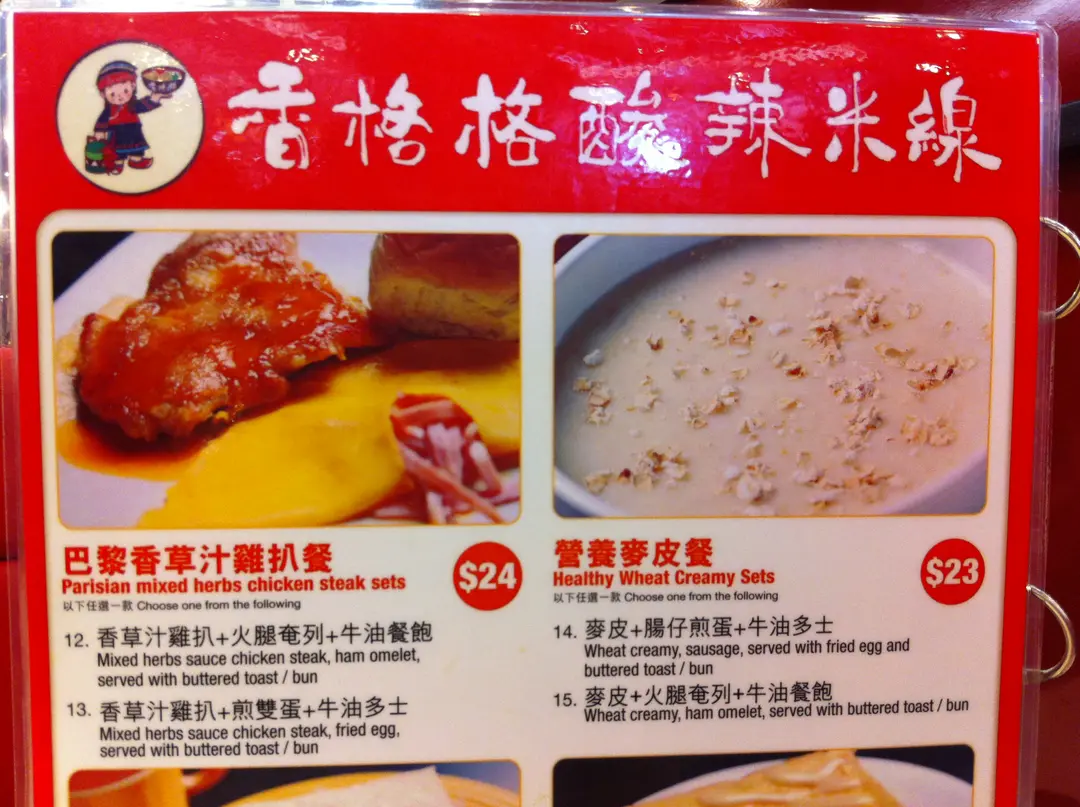 香格格酸辣米線
巴黎香草汁雞扒餐
Parisian mixed herbs chicken steak sets
$24
以下任選一款 Choose one from the following
12. 香草汁雞扒+火腿奄列+牛油餐飽
Mixed herbs sauce chicken steak, ham omelet,
served with buttered toast / bun
13. 香草汁雞扒+煎雙蛋+牛油多士
Mixed herbs sauce chicken steak, fried egg,
served with buttered toast / bun
營養麥皮餐
Healthy Wheat Creamy Sets
$23
以下任選一款 Choose one from the following
14. 麥皮+腸仔煎蛋+牛油多士
Wheat creamy, sausage, served with fried egg and
buttered toast / bun
15. 麥皮+火腿奄列+牛油餐飽
Wheat creamy, ham omelet, served with buttered toast / bun